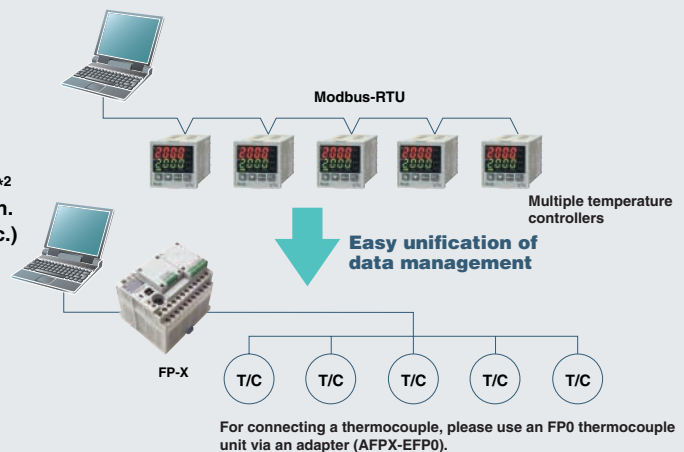 Modbus-RTU
*2
n.
c.)
Multiple temperature
controllers
Easy unification of
data management
FP-X
T/C T/C T/C T/C T/C
For connecting a thermocouple, please use an FP0 thermocouple
unit via an adapter (AFPX-EFP0).